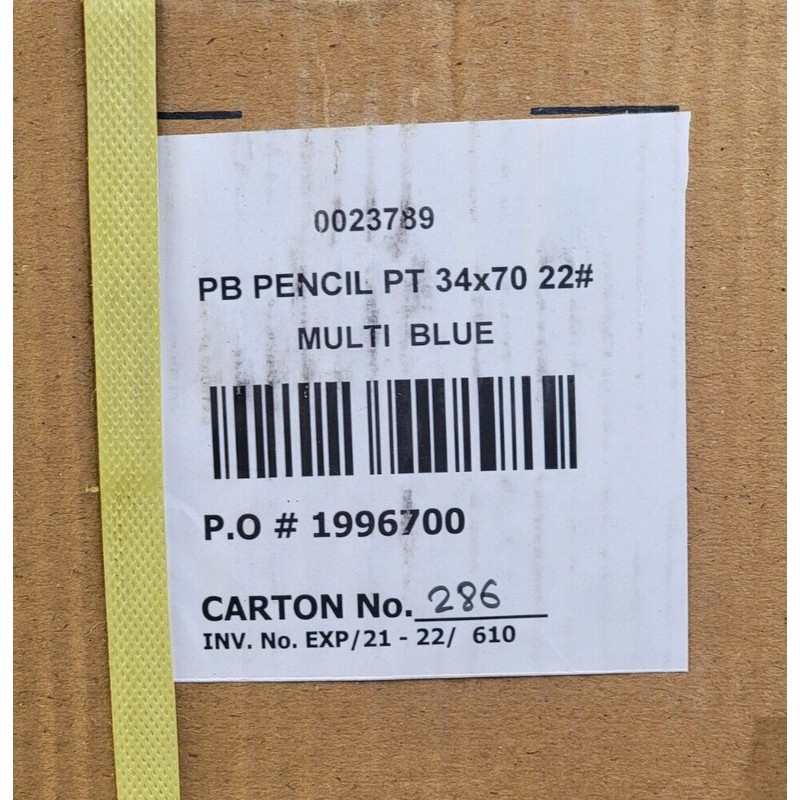 0023789
PB PENCIL PT 34x70 22#
MULTI BLUE
P.O # 1996700
CARTON No. 286
INV. No. EXP/21 - 22/ 610